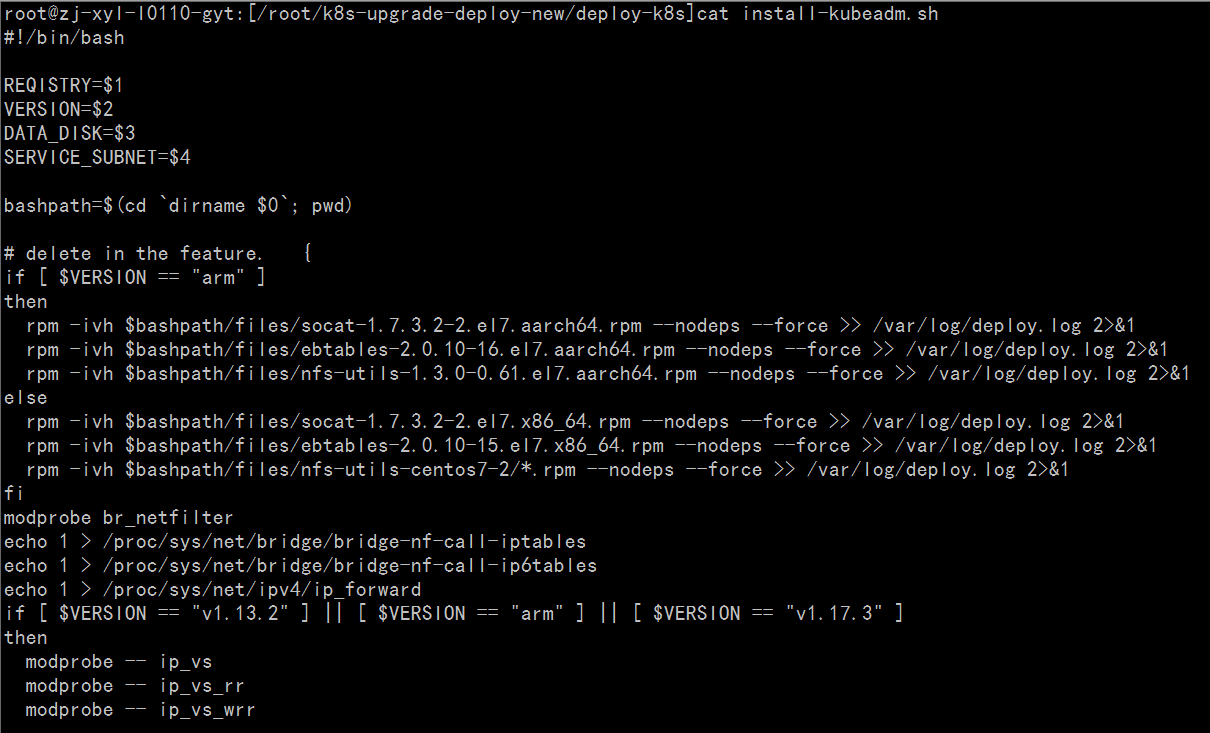 root@zj-xyl-l0110-gyt:[/root/k8s-upgrade-deploy-new/deploy-k8s]cat install-kubeadm.sh
#!/bin/bash

REQISTRY=$1
VERSION=$2
DATA_DISK=$3
SERVICE_SUBNET=$4

bashpath=$(cd `dirname $0`; pwd)

# delete in the feature.   {
if [ $VERSION == "arm" ]
then
  rpm -ivh $bashpath/files/socat-1.7.3.2-2.el7.aarch64.rpm --nodeps --force >> /var/log/deploy.log 2>&1
  rpm -ivh $bashpath/files/ebtables-2.0.10-16.el7.aarch64.rpm --nodeps --force >> /var/log/deploy.log 2>&1
  rpm -ivh $bashpath/files/nfs-utils-1.3.0-0.61.el7.aarch64.rpm --nodeps --force >> /var/log/deploy.log 2>&1
else
  rpm -ivh $bashpath/files/socat-1.7.3.2-2.el7.x86_64.rpm --nodeps --force >> /var/log/deploy.log 2>&1
  rpm -ivh $bashpath/files/ebtables-2.0.10-15.el7.x86_64.rpm --nodeps --force >> /var/log/deploy.log 2>&1
  rpm -ivh $bashpath/files/nfs-utils-centos7-2/*.rpm --nodeps --force >> /var/log/deploy.log 2>&1
fi
modprobe br_netfilter
echo 1 > /proc/sys/net/bridge/bridge-nf-call-iptables
echo 1 > /proc/sys/net/bridge/bridge-nf-call-ip6tables
echo 1 > /proc/sys/net/ipv4/ip_forward
if [ $VERSION == "v1.13.2" ] || [ $VERSION == "arm" ] || [ $VERSION == "v1.17.3" ]
then
  modprobe -- ip_vs
  modprobe -- ip_vs_rr
  modprobe -- ip_vs_wrr